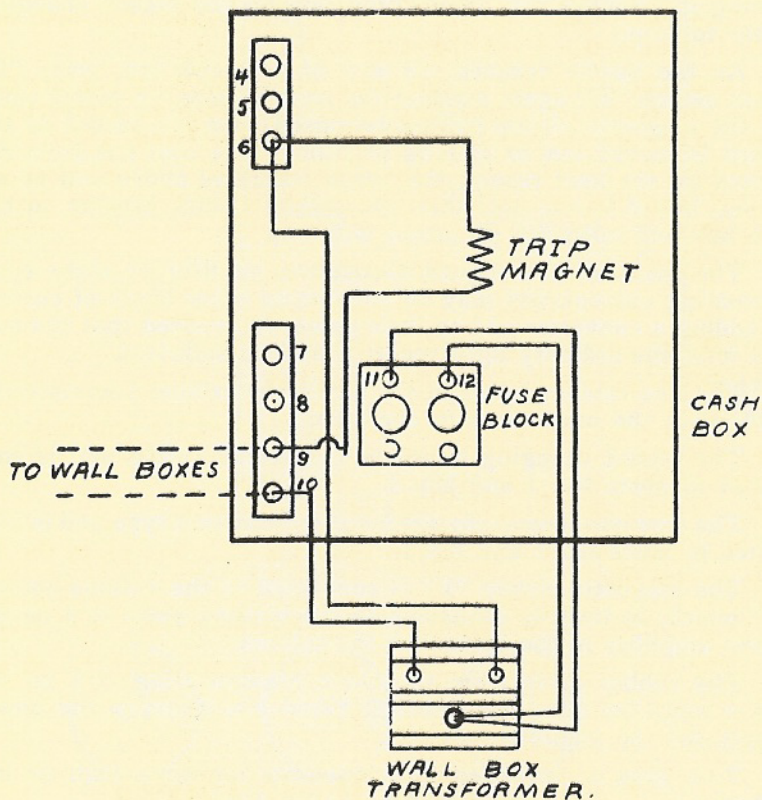 4
5
6
TRIP
MAGNET
7
11 12
8
FUSE
BLOCK
CASH
BOX
9
TO WALL BOXES
10
WALL BOX
TRANSFORMER.